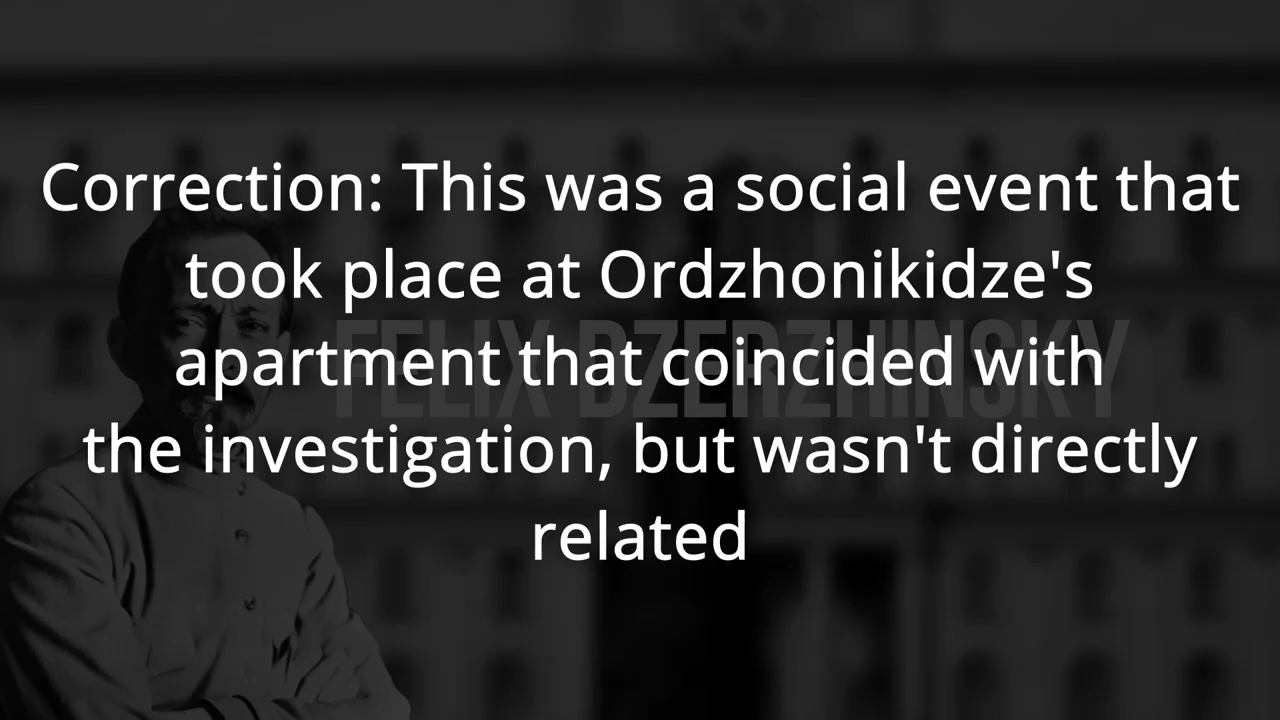 Correction: This was a social event that
took place at Ordzhonikidze's
apartment that coincided with
the investigation, but wasn't directly
related
FELIX DZERZHINSKY